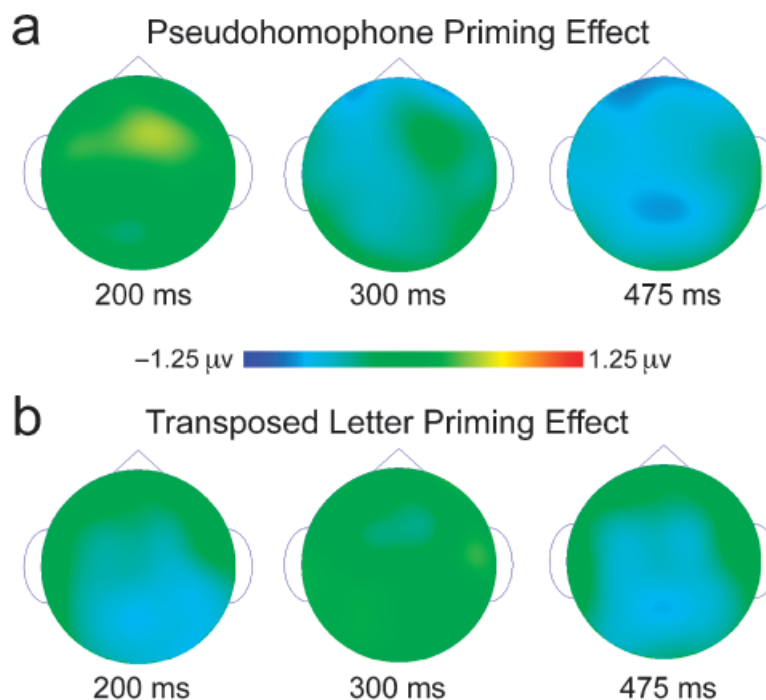 a
Pseudohomophone Priming Effect
200 ms
300 ms
475 ms
–1.25 μv
1.25 μv
b
Transposed Letter Priming Effect
200 ms
300 ms
475 ms